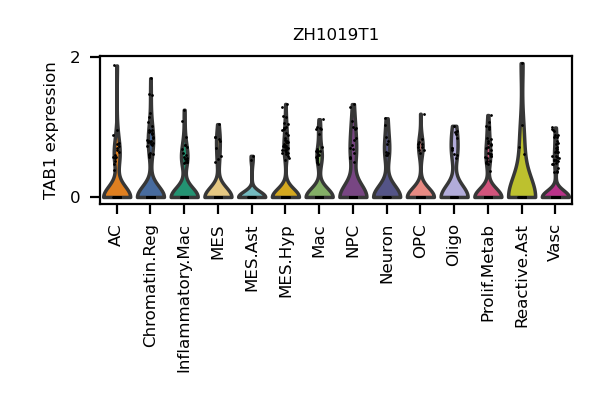 ZH1019T1
TAB1 expression
2
0
AC
Chromatin.Reg
Inflammatory.Mac
MES
MES.Ast
MES.Hyp
Mac
NPC
Neuron
OPC
Oligo
Prolif.Metab
Reactive.Ast
Vasc